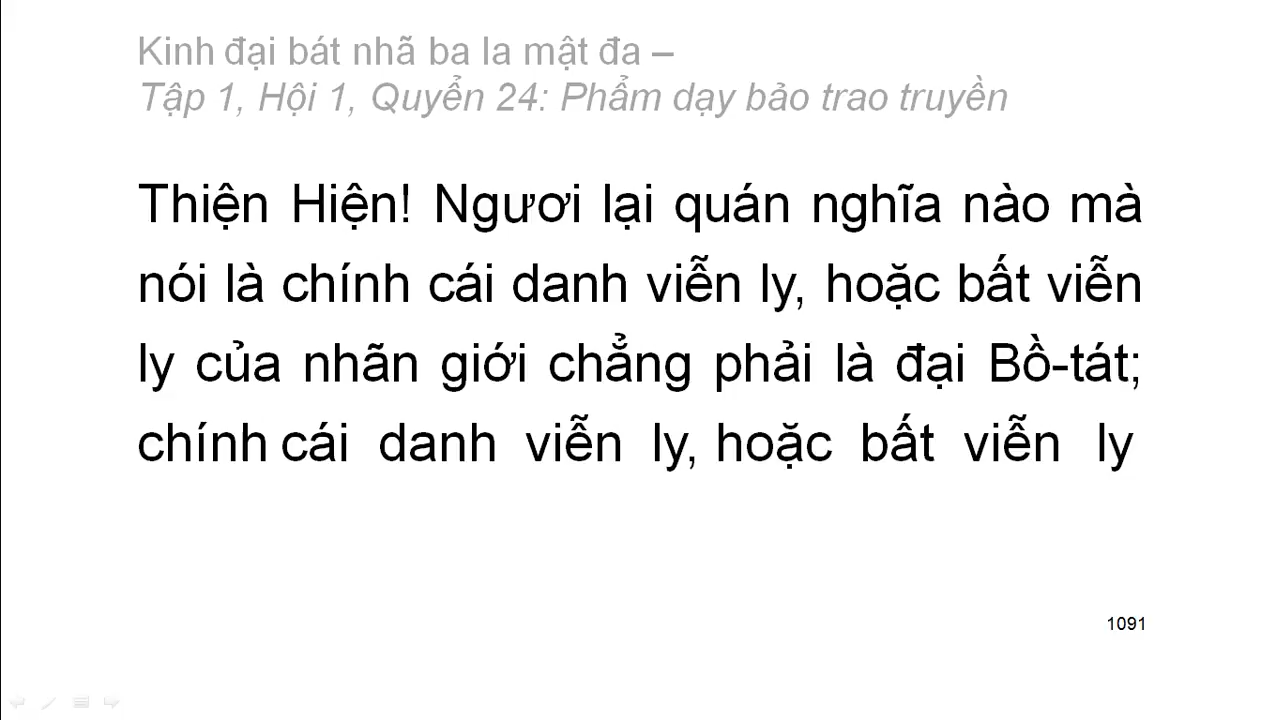 Kinh đại bát nhã ba la mật đa –
Tập 1, Hội 1, Quyển 24: Phẩm dạy bảo trao truyền
Thiện Hiện! Ngươi lại quán nghĩa nào mà
nói là chính cái danh viễn ly, hoặc bất viễn
ly của nhãn giới chẳng phải là đại Bồ-tát;
chính cái danh viễn ly, hoặc bất viễn ly
1091